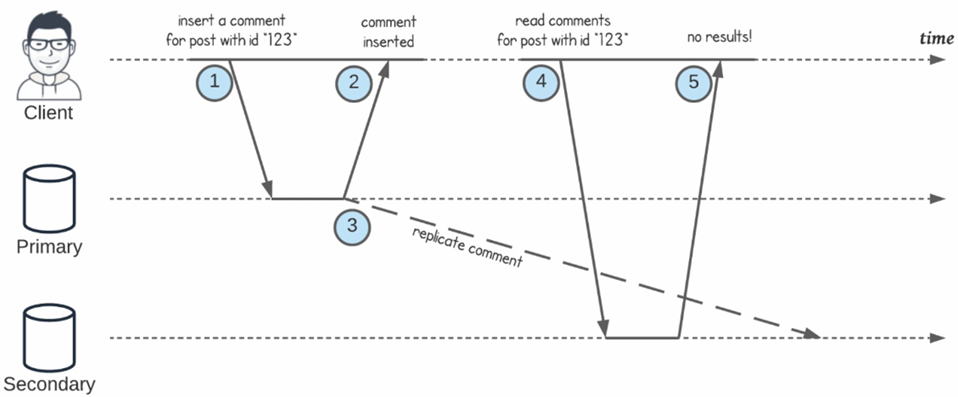 insert a comment
for post with id "123"
comment
inserted
read comments
for post with id "123"
no results!
time
1
2
4
5
Client
Primary
3
replicate comment
Secondary